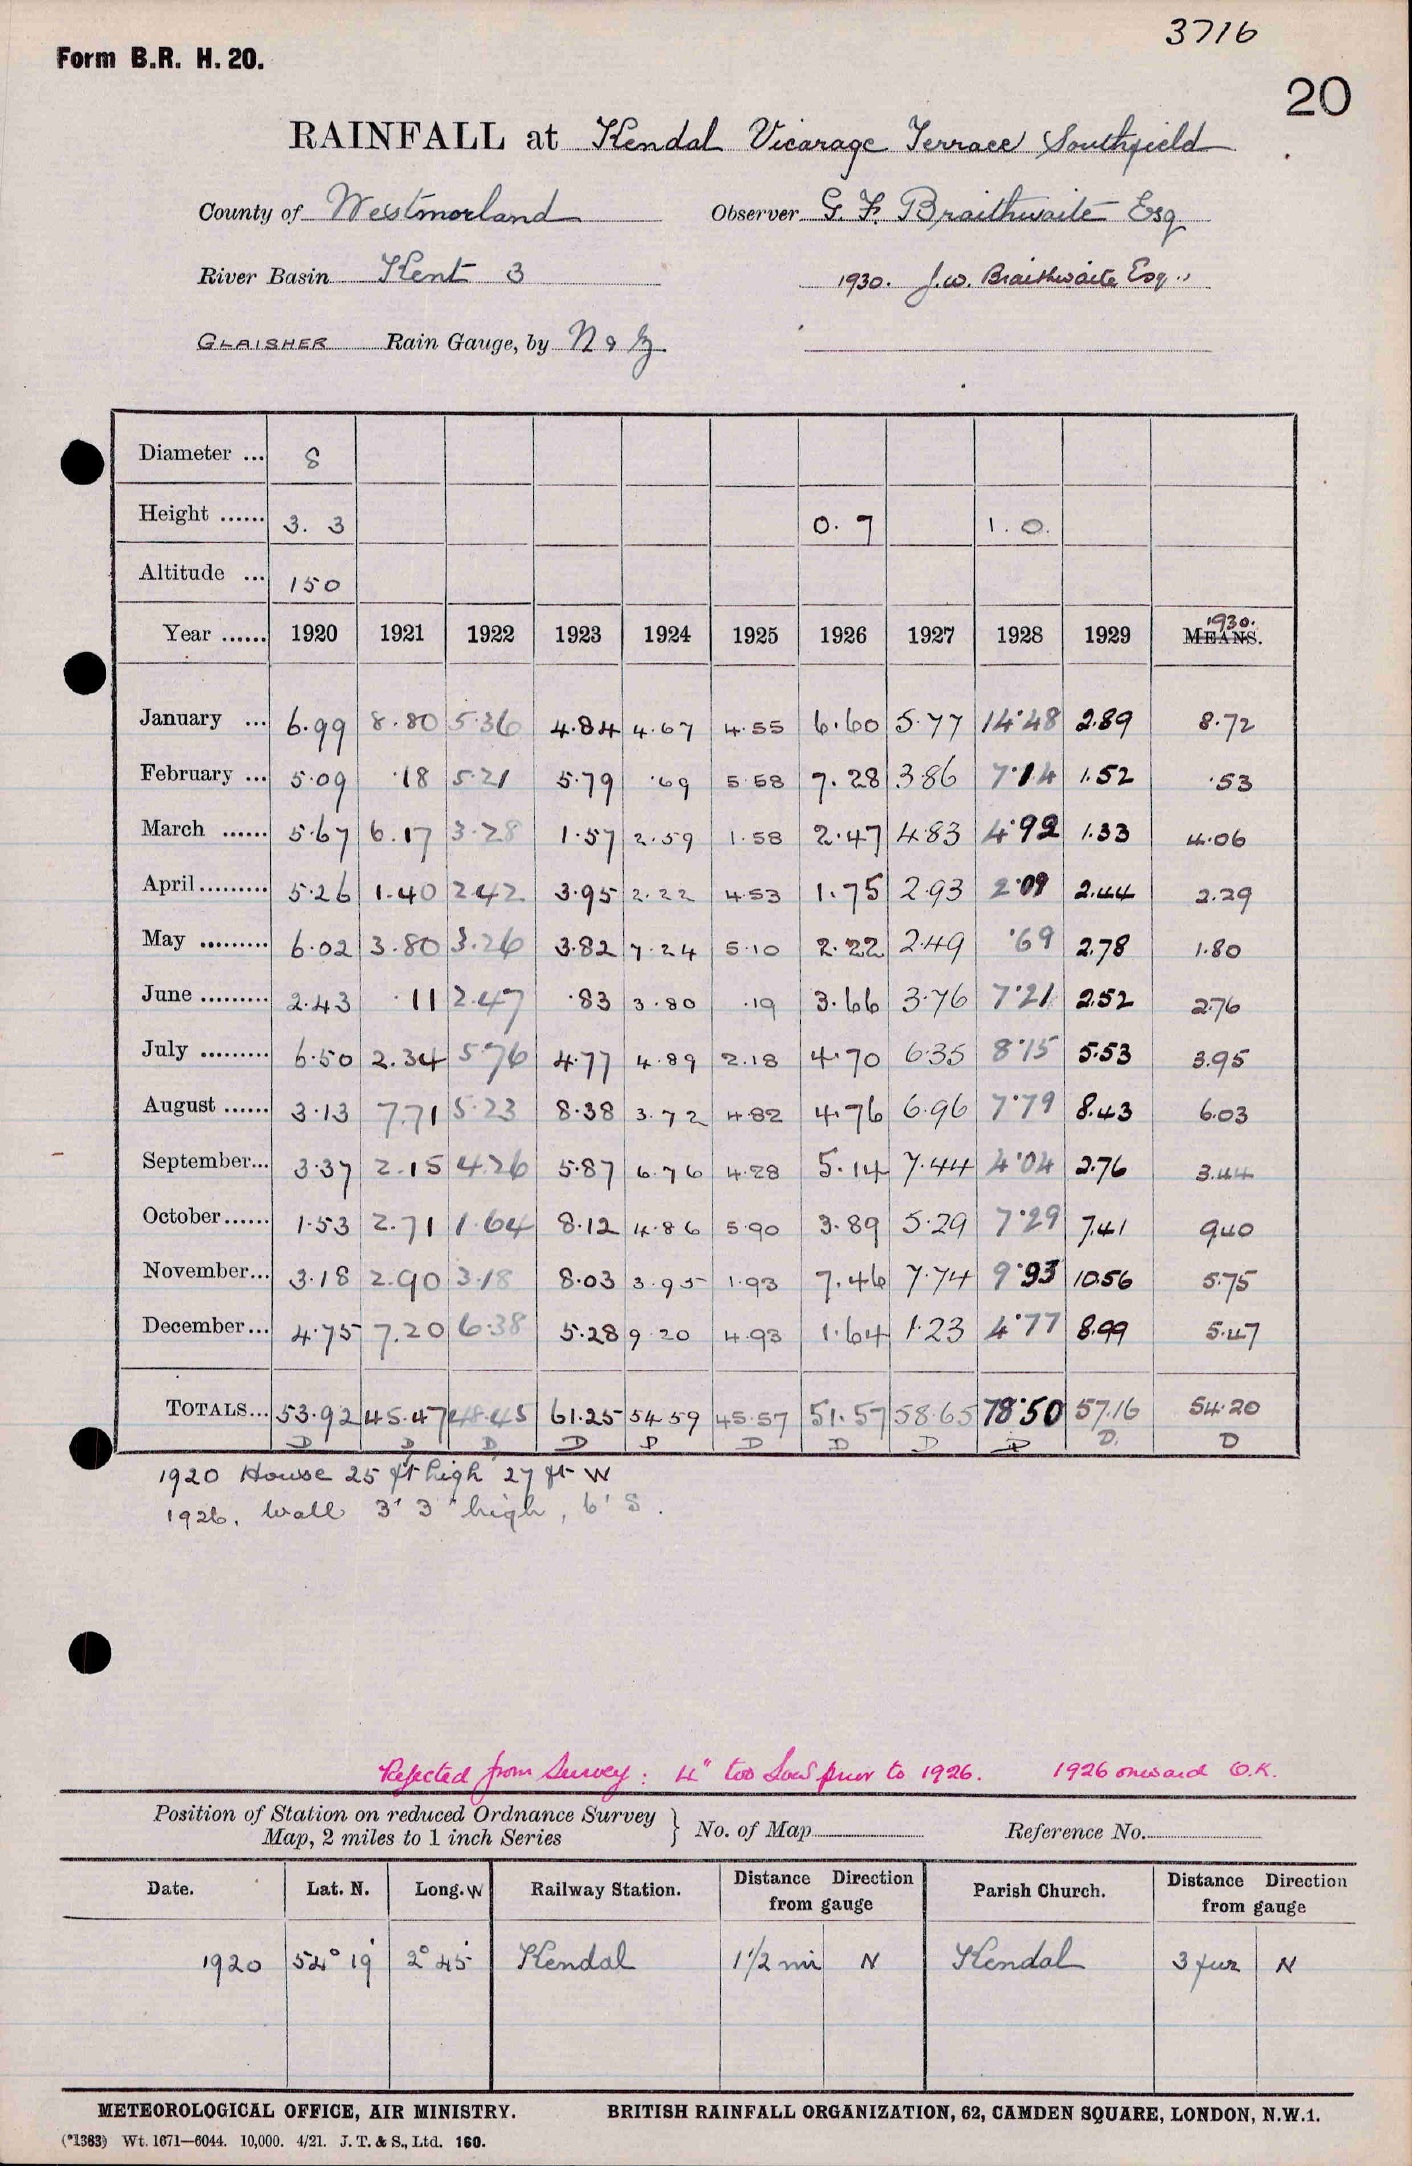 3716
Form B.R. H. 20.
20
RAINFALL at Kendal Vicarage Terrace Southfield
County of Westmorland Observer G. F. Braithwaite Esq
River Basin Kent 3 1930. J.W. Braithwaite Esq
GLAISHER Rain Gauge, by N & Z
Diameter ... 8
Height ...... 3. 3 0. 7 1. 0.
Altitude ... 150
1930.
Year ...... 1920 1921 1922 1923 1924 1925 1926 1927 1928 1929 MEANS.
January ... 6.99 8.80 5.36 4.84 4.67 4.55 6.60 5.77 14.48 2.89 8.72
February ... 5.09 .18 5.21 5.79 .69 5.58 7.28 3.86 7.14 1.52 .53
March ...... 5.67 6.17 3.28 1.57 2.59 1.58 2.47 4.83 4.92 1.33 4.06
April ......... 5.26 1.40 2.42 3.95 2.22 4.53 1.75 2.93 2.09 2.44 2.29
May ......... 6.02 3.80 3.26 3.82 7.24 5.10 2.22 2.49 .69 2.78 1.80
June ......... 2.43 .11 2.47 .83 3.80 .19 3.66 3.76 7.21 2.52 2.76
July ......... 6.50 2.34 5.76 4.77 4.89 2.18 4.70 6.35 8.15 5.53 3.95
August ...... 3.13 7.71 5.23 8.38 3.72 4.82 4.76 6.96 7.79 8.43 6.03
September... 3.37 2.15 4.26 5.87 6.76 4.28 5.14 7.44 4.04 2.76 3.44
October...... 1.53 2.71 1.64 8.12 4.86 5.90 3.89 5.29 7.29 7.41 9.40
November... 3.18 2.90 3.18 8.03 3.95 1.93 7.46 7.74 9.93 10.56 5.75
December... 4.75 7.20 6.38 5.28 9.20 4.93 1.64 1.23 4.77 8.99 5.47
TOTALS... 53.92 45.47 48.45 61.25 54.59 45.57 51.57 58.65 78.50 57.16 54.20
D D D D D D D D D D. D
1920 House 25 ft high 27 ft W
1926. Wall 3' 3" high, 6' S.
Rejected from Survey: 4" too low prior to 1926. 1926 onward O.K.
Position of Station on reduced Ordnance Survey } No. of Map Reference No.
Map, 2 miles to 1 inch Series
Date. Lat. N. Long. W Railway Station. Distance Direction from gauge Parish Church. Distance Direction from gauge
1920 54° 19' 2° 45' Kendal 1 1/2 mi N Kendal 3 fur N
METEOROLOGICAL OFFICE, AIR MINISTRY. BRITISH RAINFALL ORGANIZATION, 62, CAMDEN SQUARE, LONDON, N.W.1.
(*1383) Wt. 1671—6044. 10,000. 4/21. J. T. & S., Ltd. 160.